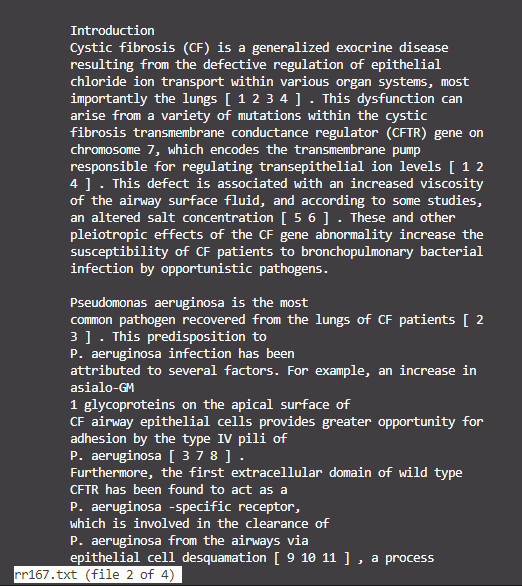 Introduction
Cystic fibrosis (CF) is a generalized exocrine disease
resulting from the defective regulation of epithelial
chloride ion transport within various organ systems, most
importantly the lungs [ 1 2 3 4 ] . This dysfunction can
arise from a variety of mutations within the cystic
fibrosis transmembrane conductance regulator (CFTR) gene on
chromosome 7, which encodes the transmembrane pump
responsible for regulating transepithelial ion levels [ 1 2
4 ] . This defect is associated with an increased viscosity
of the airway surface fluid, and according to some studies,
an altered salt concentration [ 5 6 ] . These and other
pleiotropic effects of the CF gene abnormality increase the
susceptibility of CF patients to bronchopulmonary bacterial
infection by opportunistic pathogens.
Pseudomonas aeruginosa is the most
common pathogen recovered from the lungs of CF patients [ 2
3 ] . This predisposition to
P. aeruginosa infection has been
attributed to several factors. For example, an increase in
asialo-GM
1 glycoproteins on the apical surface of
CF airway epithelial cells provides greater opportunity for
adhesion by the type IV pili of
P. aeruginosa [ 3 7 8 ] .
Furthermore, the first extracellular domain of wild type
CFTR has been found to act as a
P. aeruginosa -specific receptor,
which is involved in the clearance of
P. aeruginosa from the airways via
epithelial cell desquamation [ 9 10 11 ] , a process
rr167.txt (file 2 of 4)